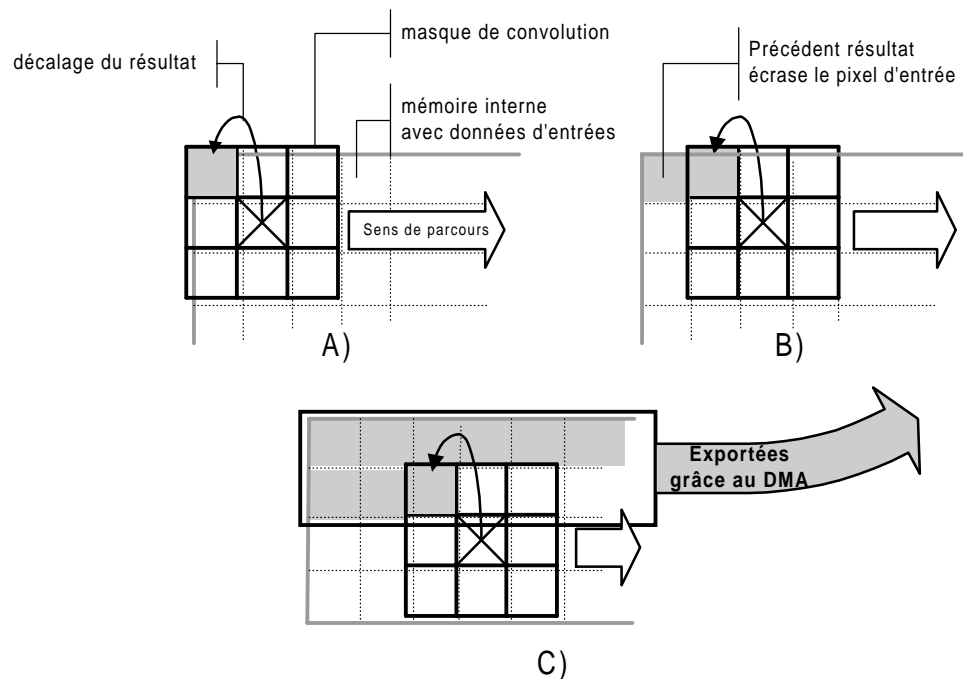 décalage du résultat
masque de convolution
mémoire interne
avec données d'entrées
Sens de parcours
A)
Précédent résultat
écrase le pixel d'entrée
B)
Exportées
grâce au DMA
C)